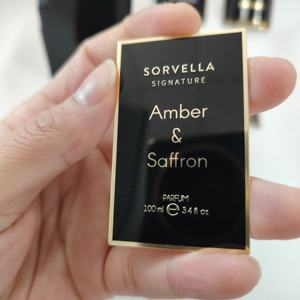 SORVELLA
SIGNATURE
Amber
&
Saffron
PARFUM
100 ml ℮ 3.4 fl. oz